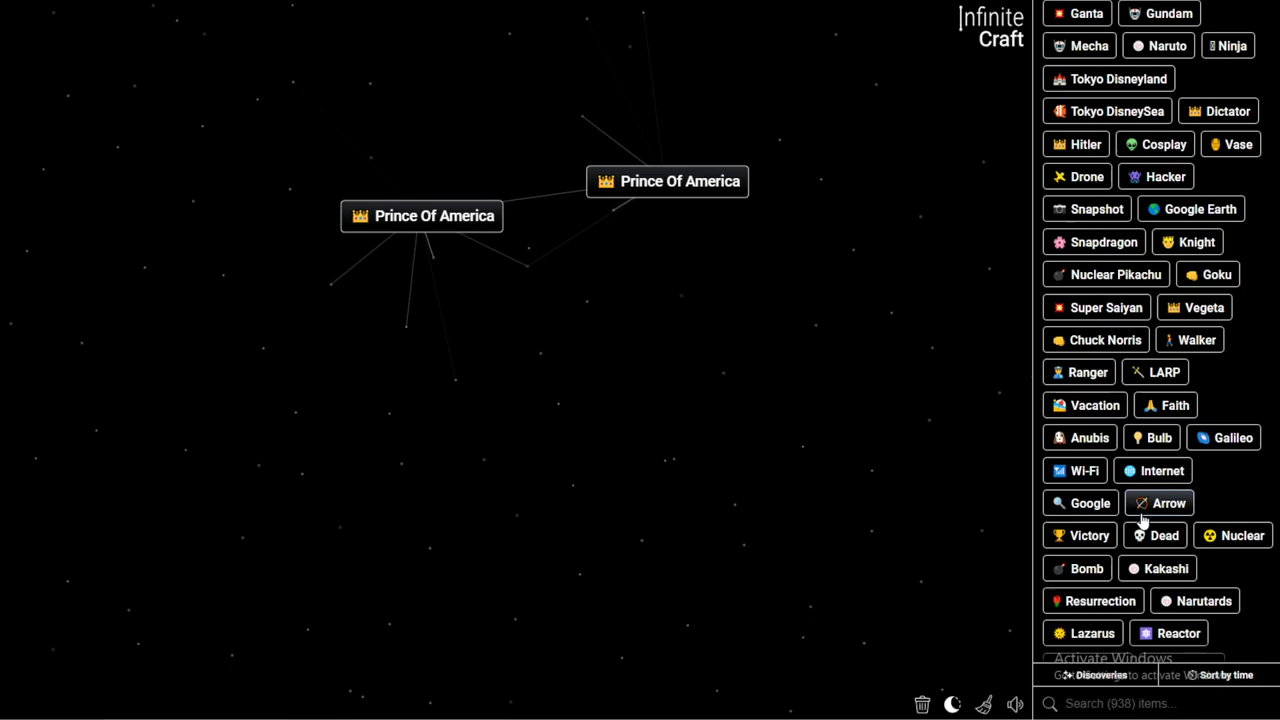 Infinite
Craft
Prince Of America
Prince Of America
Ganta Gundam
Mecha Naruto Ninja
Tokyo Disneyland
Tokyo DisneySea Dictator
Hitler Cosplay Vase
Drone Hacker
Snapshot Google Earth
Snapdragon Knight
Nuclear Pikachu Goku
Super Saiyan Vegeta
Chuck Norris Walker
Ranger LARP
Vacation Faith
Anubis Bulb Galileo
Wi-Fi Internet
Google Arrow
Victory Dead Nuclear
Bomb Kakashi
Resurrection Narutards
Lazarus Reactor
Activate Windows
Discoveries Sort by time
Search (938) items...